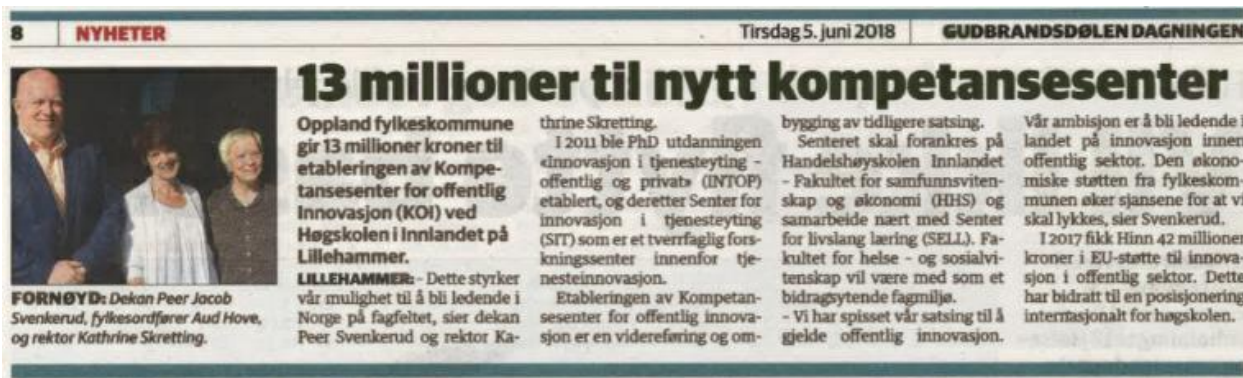 8 NYHETER Tirsdag 5. juni 2018 GUDBRANDSDØLEN DAGNINGEN
13 millioner til nytt kompetansesenter
FORNØYD: Dekan Peer Jacob
Svenkerud, fylkesordfører Aud Hove,
og rektor Kathrine Skretting.
Oppland fylkeskommune
gir 13 millioner kroner til
etableringen av Kompe-
tansesenter for offentlig
Innovasjon (KOI) ved
Høgskolen i Innlandet på
Lillehammer.
LILLEHAMMER: - Dette styrker
vår mulighet til å bli ledende i
Norge på fagfeltet, sier dekan
Peer Svenkerud og rektor Ka-
thrine Skretting.
I 2011 ble PhD utdanningen
«Innovasjon i tjenesteyting -
offentlig og privat» (INTOP)
etablert, og deretter Senter for
innovasjon i tjenesteyting
(SIT) som er et tverrfaglig fors-
kningssenter innenfor tje-
nesteinnovasjon.
Etableringen av Kompetan-
sesenter for offentlig innova-
sjon er en videreføring og om-
bygging av tidligere satsing.
Senteret skal forankres på
Handelshøyskolen Innlandet
- Fakultet for samfunnsviten-
skap og økonomi (HHS) og
samarbeide nært med Senter
for livslang læring (SELL). Fa-
kultet for helse - og sosialvi-
tenskap vil være med som et
bidragsytende fagmiljø.
- Vi har spisset vår satsing til å
gjelde offentlig innovasjon.
Vår ambisjon er å bli ledende i
landet på innovasjon innen
offentlig sektor. Den økono-
miske støtten fra fylkeskom-
munen øker sjansene for at vi
skal lykkes, sier Svenkerud.
I 2017 fikk Hinn 42 millioner
kroner i EU-støtte til innova-
sjon i offentlig sektor. Dette
har bidratt til en posisjonering
internasjonalt for høgskolen.